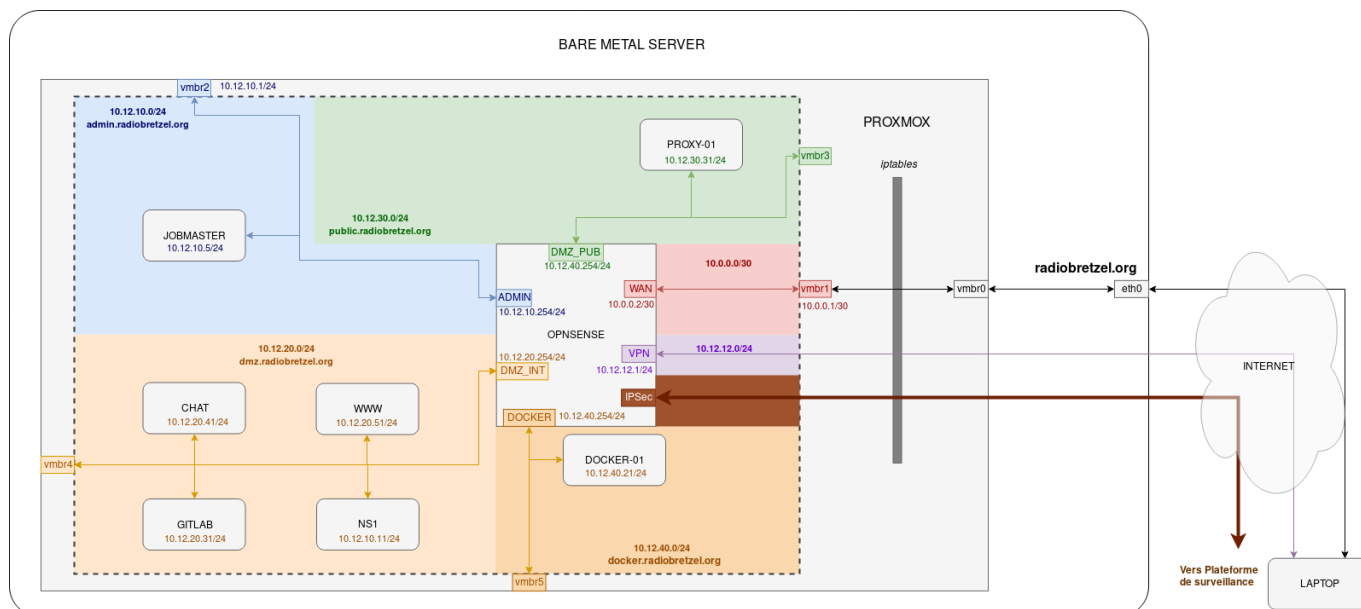 BARE METAL SERVER
vmbr2
10.12.10.1/24
10.12.10.0/24
admin.radiobretzel.org
PROXMOX
PROXY-01
10.12.30.31/24
vmbr3
iptables
10.12.30.0/24
public.radiobretzel.org
JOBMASTER
10.12.10.5/24
DMZ_PUB
10.12.40.254/24
10.0.0.0/30
radiobretzel.org
WAN
vmbr1
vmbr0
eth0
ADMIN
10.0.0.2/30
10.0.0.1/30
10.12.10.254/24
OPNSENSE
10.12.20.0/24
dmz.radiobretzel.org
10.12.20.254/24
VPN
10.12.12.0/24
DMZ_INT
10.12.12.1/24
INTERNET
IPSec
CHAT
10.12.20.41/24
WWW
10.12.20.51/24
DOCKER
10.12.40.254/24
vmbr4
DOCKER-01
10.12.40.21/24
GITLAB
10.12.20.31/24
NS1
10.12.10.11/24
10.12.40.0/24
docker.radiobretzel.org
vmbr5
Vers Plateforme
de surveillance
LAPTOP